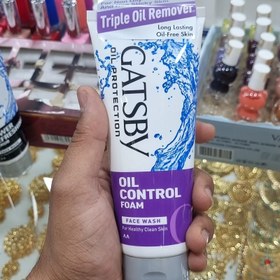 Triple Oil Remover
Long Lasting
Oil-Free Skin
GATSBY
OIL PROTECTION
OIL
CONTROL
FOAM
FACE WASH
For Healthy Clean Skin